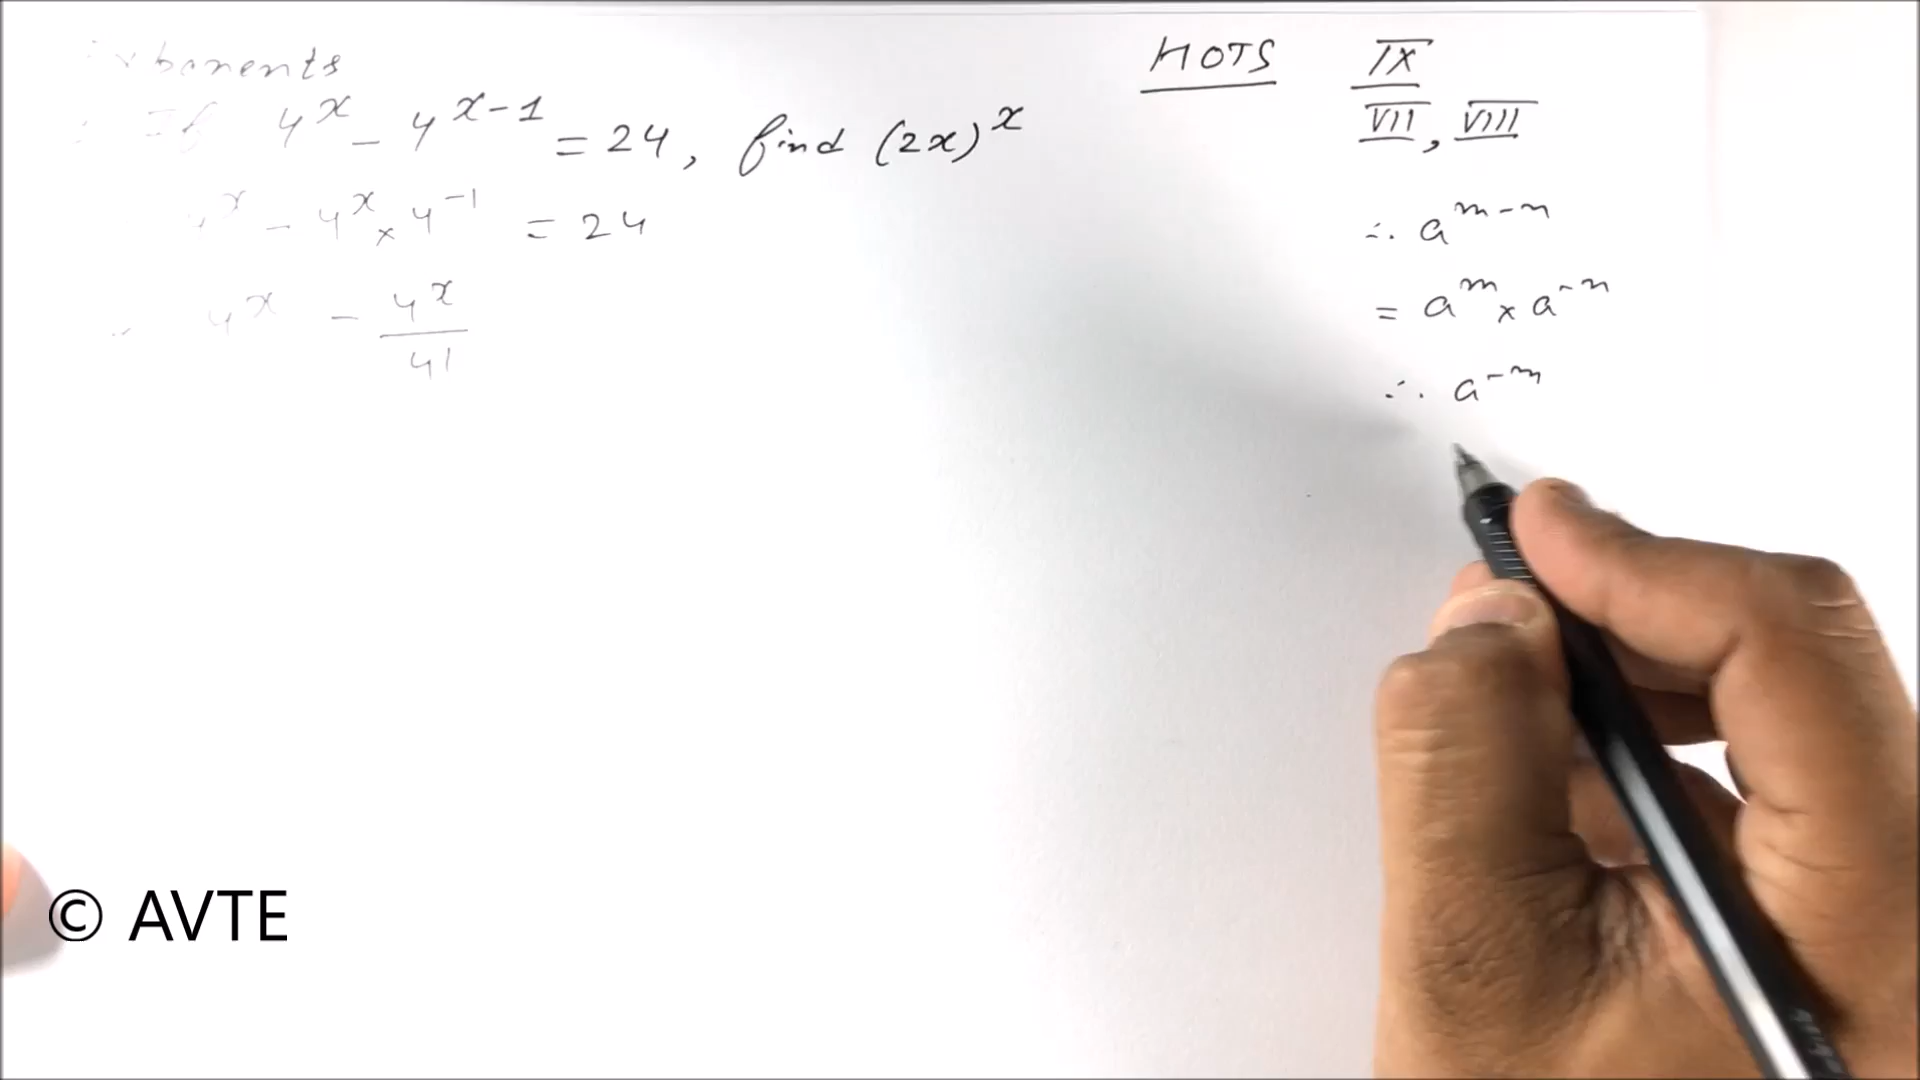 If 4^x - 4^(x-1) = 24, find (2x)^x
4^x - 4^x × 4^-1 = 24
4^x - 4^x/4^1
HOTS IX
VII, VIII
∴ a^(m-n)
= a^m × a^-n
∴ a^-m
© AVTE